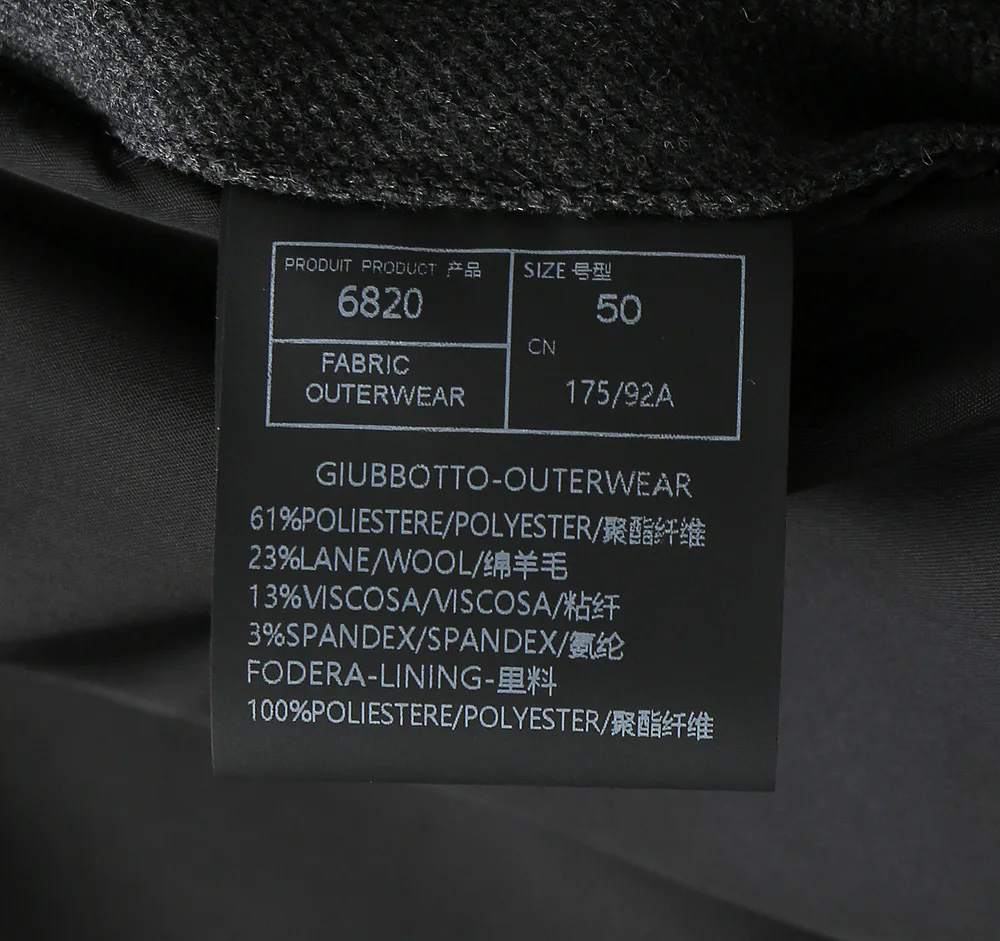 PRODUIT PRODUCT 产品
6820
FABRIC
OUTERWEAR
SIZE 号型
50
CN
175/92A
GIUBBOTTO-OUTERWEAR
61%POLIESTERE/POLYESTER/聚酯纤维
23%LANE/WOOL/绵羊毛
13%VISCOSA/VISCOSA/粘纤
3%SPANDEX/SPANDEX/氨纶
FODERA-LINING-里料
100%POLIESTERE/POLYESTER/聚酯纤维